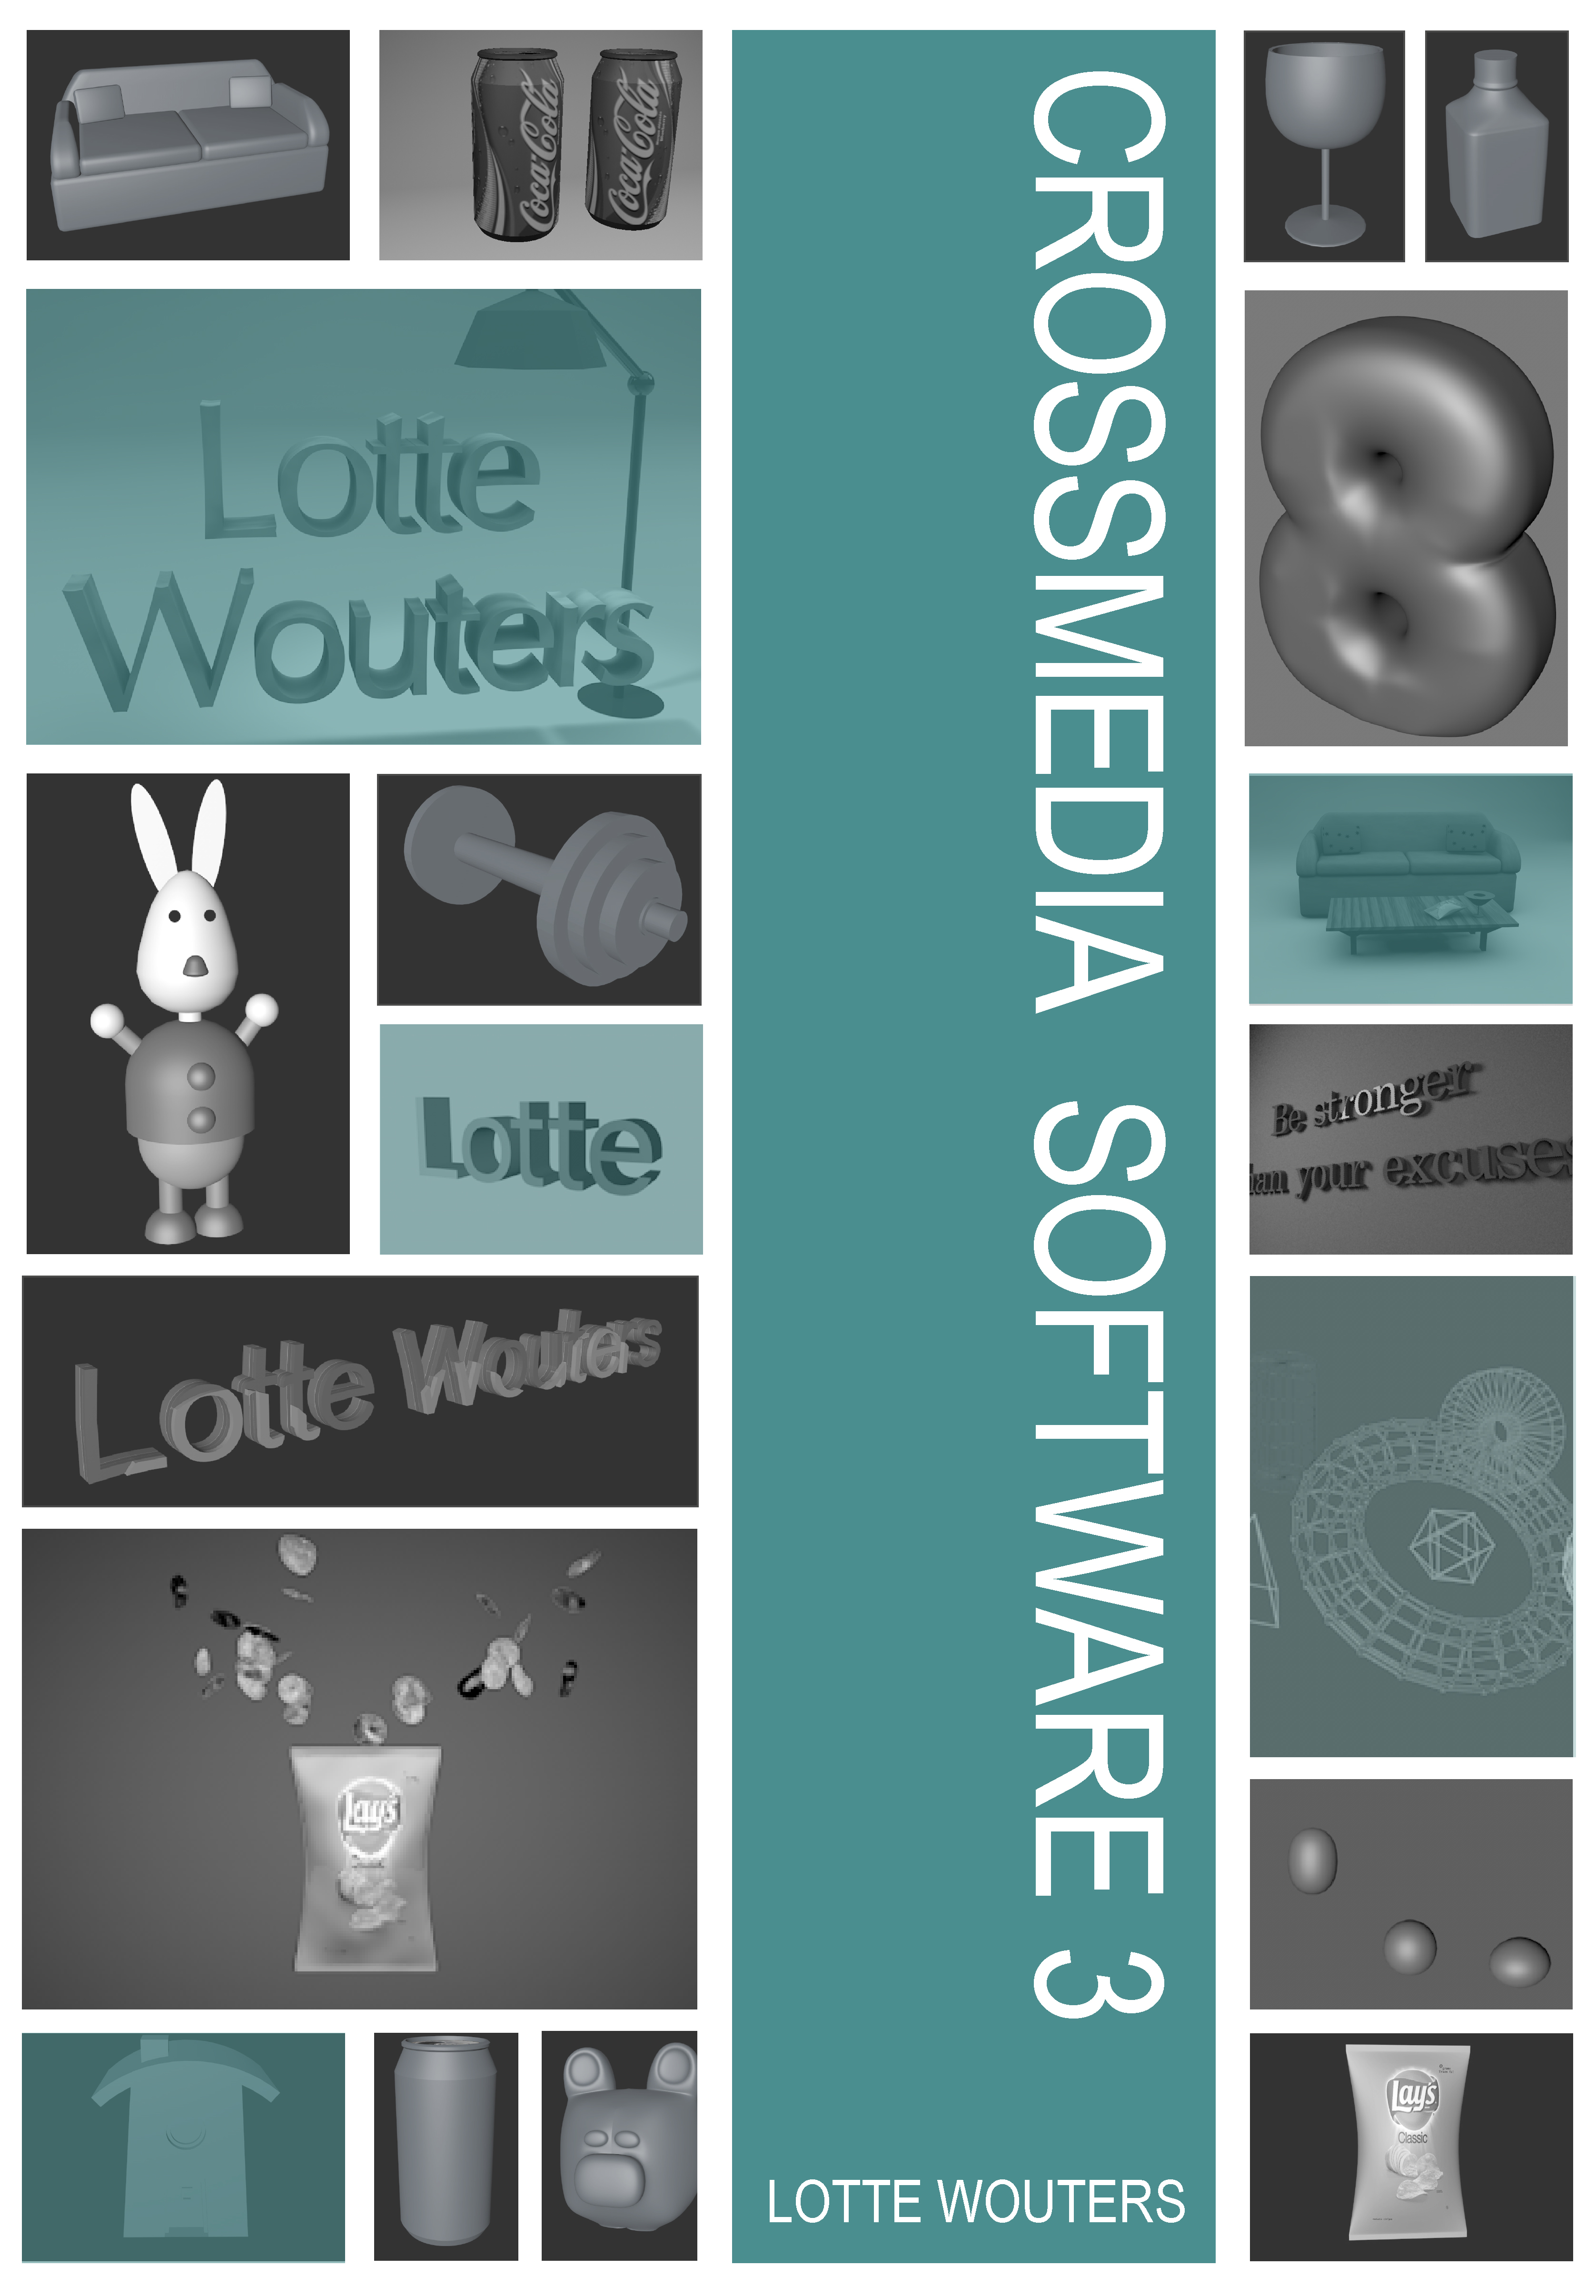 Coca-Cola
Coca-Cola
Lotte
Wouters
Lotte
Lotte Wouters
Lay's
CROSSMEDIA SOFTWARE 3
LOTTE WOUTERS
Be stronger
your excuses
Lay's
Classic